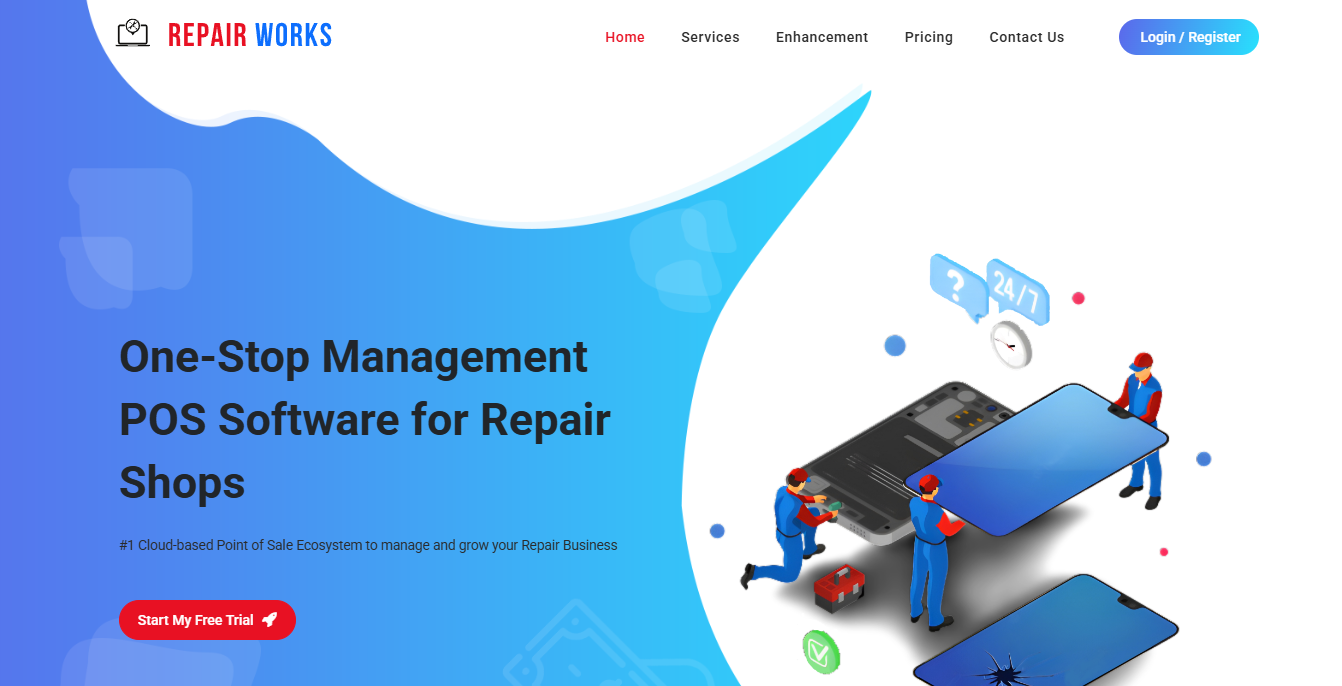 REPAIR WORKS
Home Services Enhancement Pricing Contact Us Login / Register
? 24/7
One-Stop Management
POS Software for Repair
Shops
#1 Cloud-based Point of Sale Ecosystem to manage and grow your Repair Business
Start My Free Trial